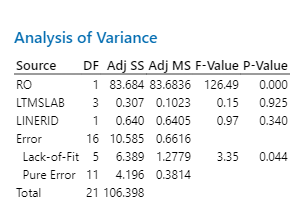 Analysis of Variance
Source DF Adj SS Adj MS F-Value P-Value
RO 1 83.684 83.6836 126.49 0.000
LTMSLAB 3 0.307 0.1023 0.15 0.925
LINERID 1 0.640 0.6405 0.97 0.340
Error 16 10.585 0.6616
Lack-of-Fit 5 6.389 1.2779 3.35 0.044
Pure Error 11 4.196 0.3814
Total 21 106.398